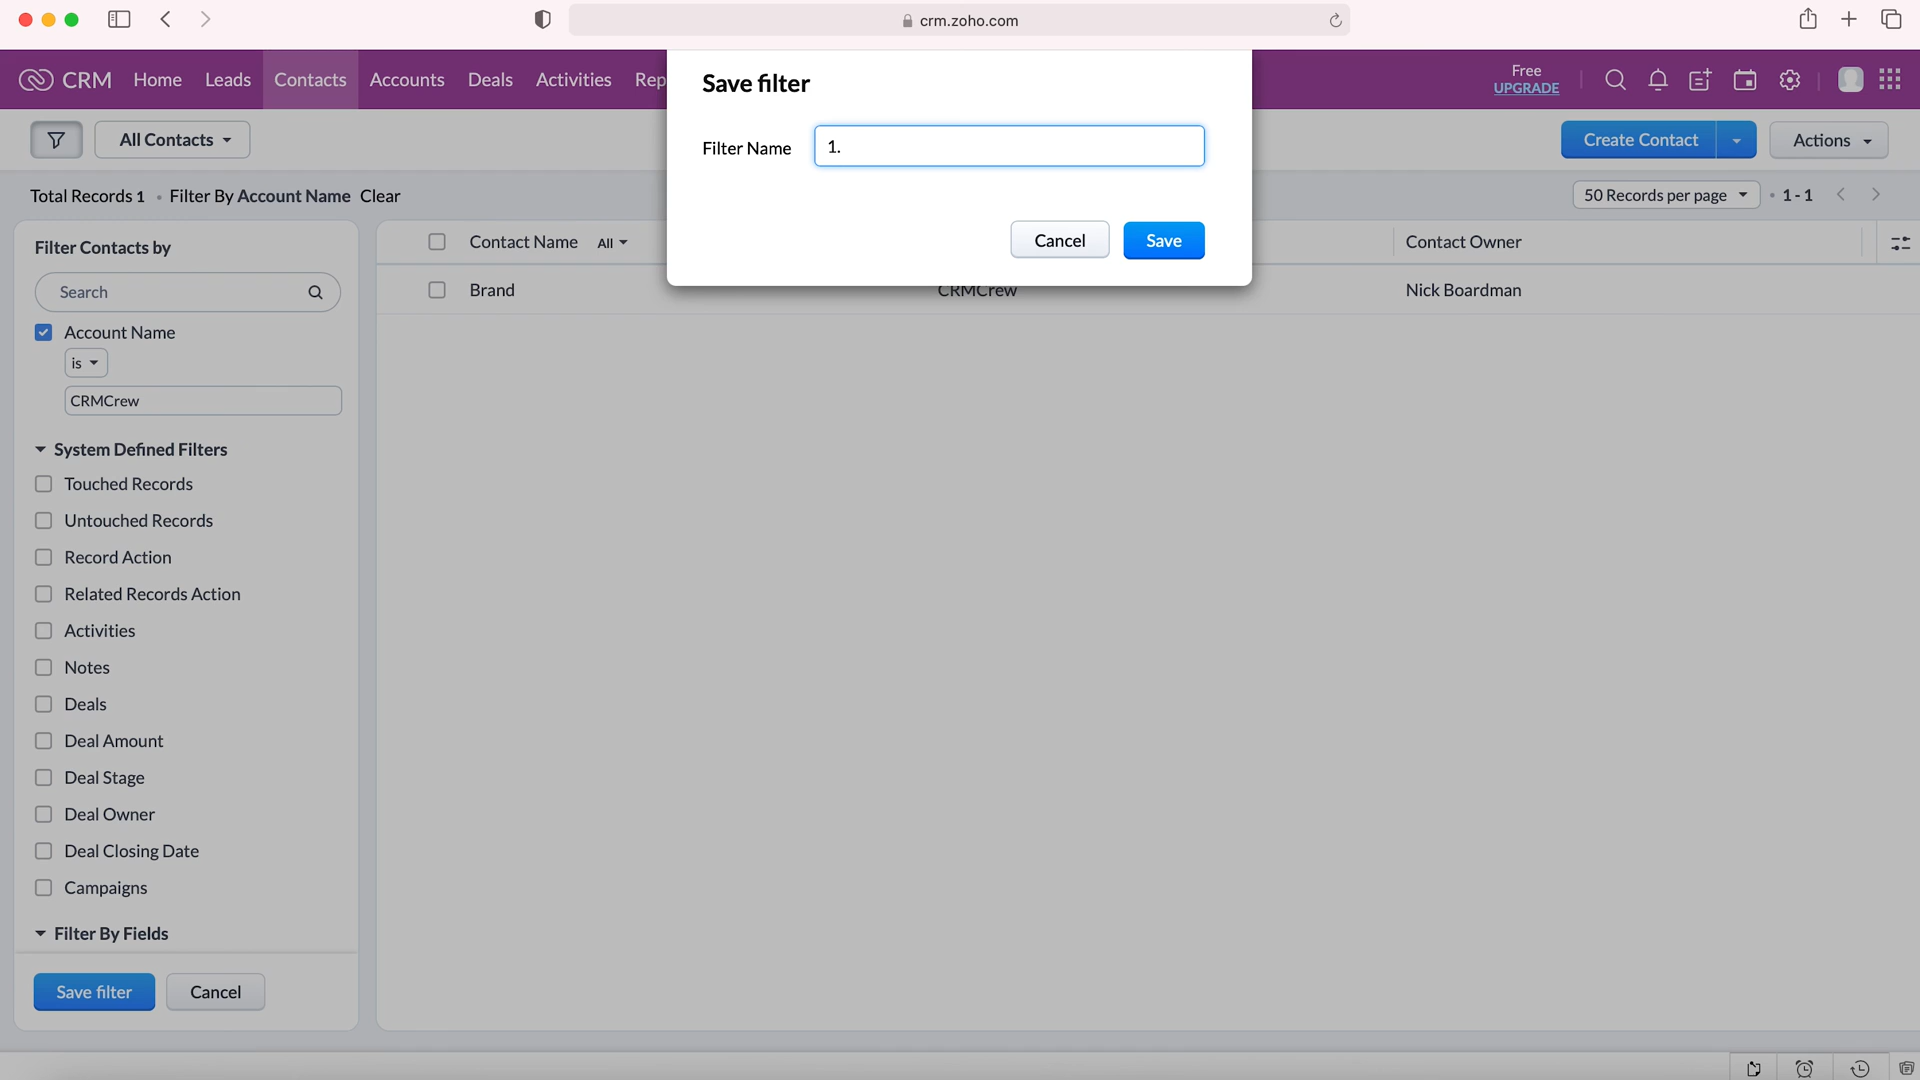 crm.zoho.com
CRM Home Leads Contacts Accounts Deals Activities Rep
Free
UPGRADE
Save filter
Filter Name 1.
Cancel Save
All Contacts
Create Contact
Actions
Total Records 1 • Filter By Account Name Clear
50 Records per page • 1 - 1
Filter Contacts by
Search
Account Name
is
CRMCrew
System Defined Filters
Touched Records
Untouched Records
Record Action
Related Records Action
Activities
Notes
Deals
Deal Amount
Deal Stage
Deal Owner
Deal Closing Date
Campaigns
Filter By Fields
Save filter Cancel
Contact Name All Contact Owner
Brand CRMCrew Nick Boardman